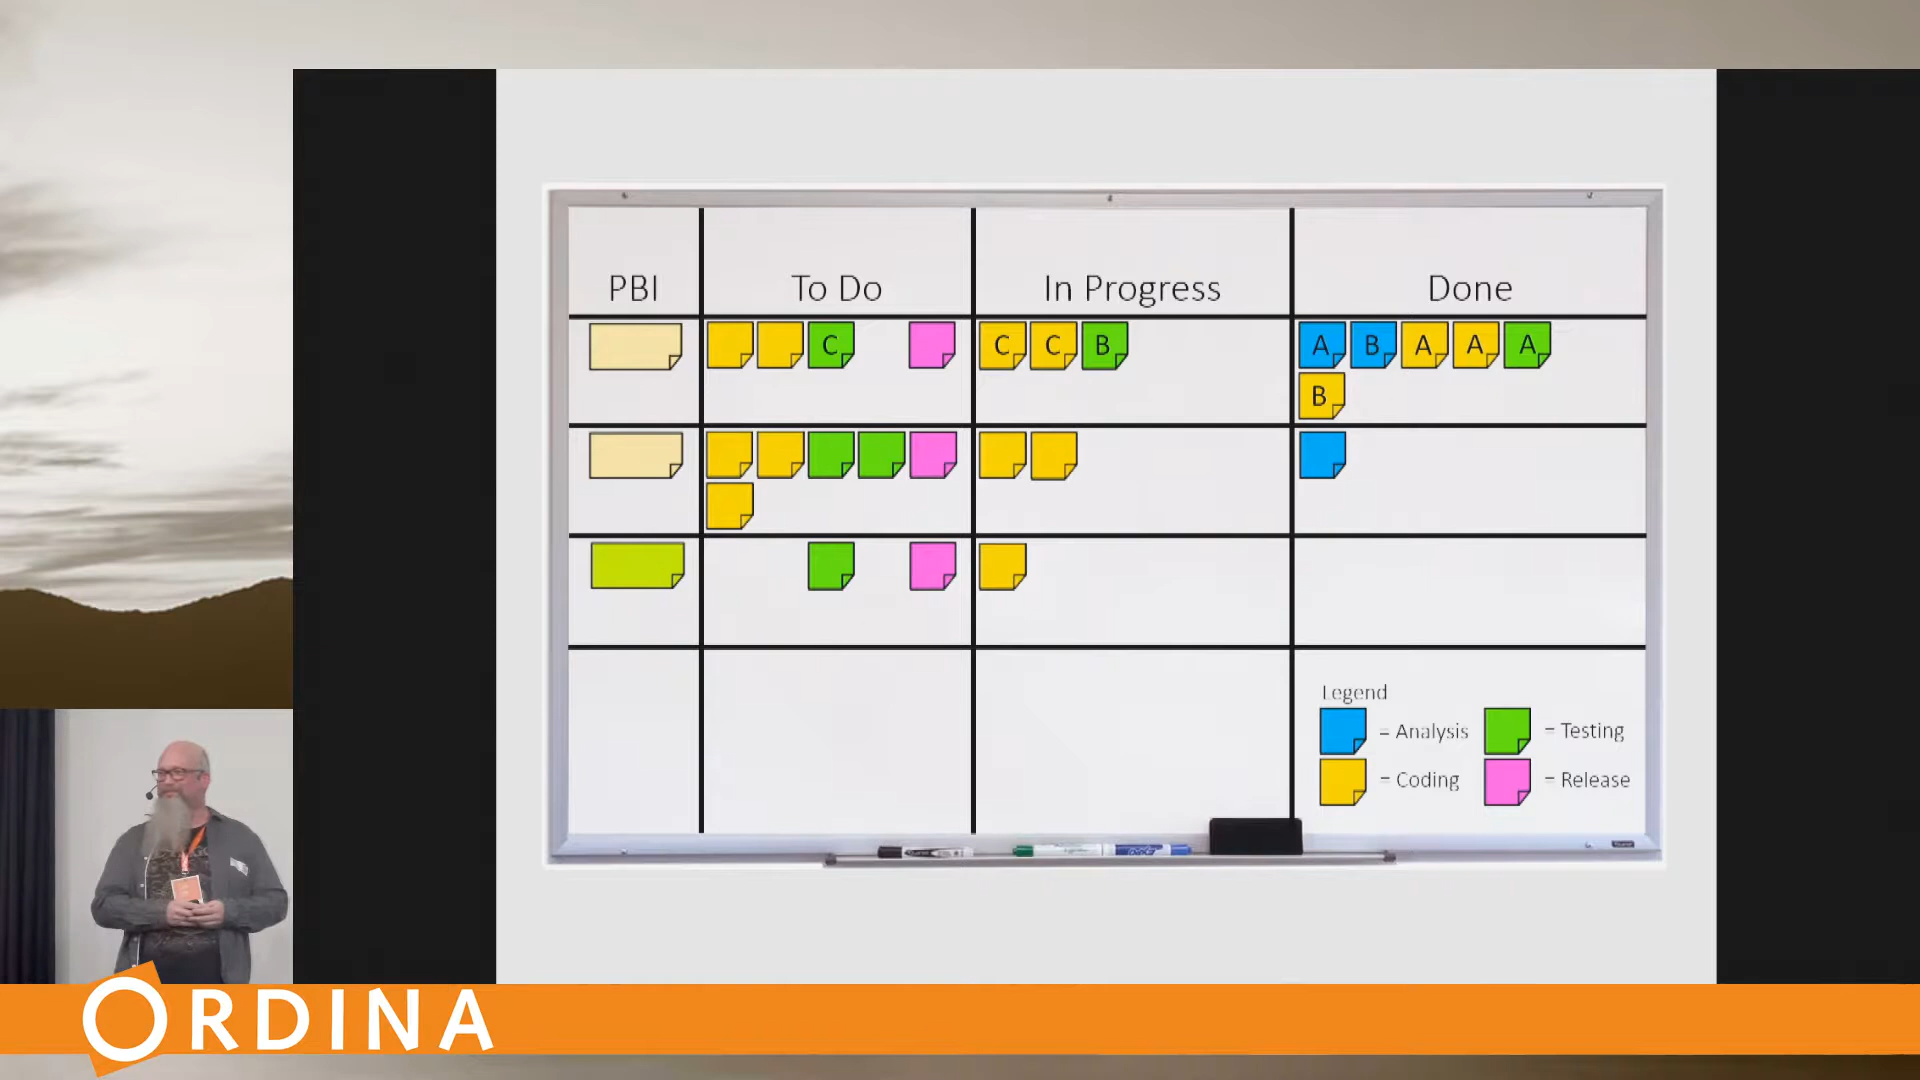 PBI To Do In Progress Done
C C C B A B A A A
B
Legend
= Analysis = Testing
= Coding = Release
ORDINA